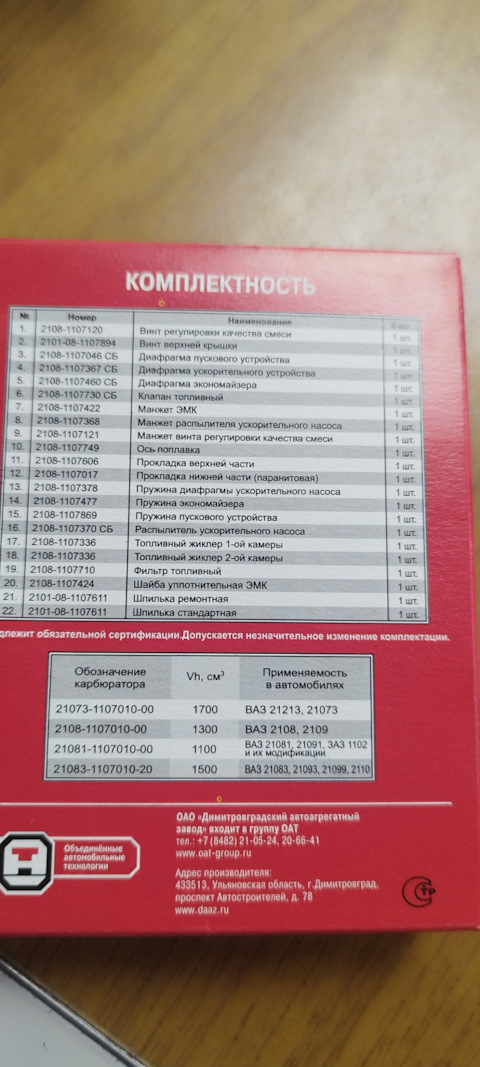 КОМПЛЕКТНОСТЬ
№ Номер Наименование
1. 2108-1107120 Винт регулировки качества смеси 1 шт.
2. 2101-08-1107894 Винт верхней крышки 1 шт.
3. 2108-1107046 СБ Диафрагма пускового устройства 1 шт.
4. 2108-1107367 СБ Диафрагма ускорительного устройства 1 шт.
5. 2108-1107460 СБ Диафрагма экономайзера 1 шт.
6. 2108-1107730 СБ Клапан топливный 1 шт.
7. 2108-1107422 Манжет ЭМК 1 шт.
8. 2108-1107368 Манжет распылителя ускорительного насоса 1 шт.
9. 2108-1107121 Манжет винта регулировки качества смеси 1 шт.
10. 2108-1107749 Ось поплавка 1 шт.
11. 2108-1107606 Прокладка верхней части 1 шт.
12. 2108-1107017 Прокладка нижней части (паранитовая) 1 шт.
13. 2108-1107378 Пружина диафрагмы ускорительного насоса 1 шт.
14. 2108-1107477 Пружина экономайзера 1 шт.
15. 2108-1107869 Пружина пускового устройства 1 шт.
16. 2108-1107370 СБ Распылитель ускорительного насоса 1 шт.
17. 2108-1107336 Топливный жиклер 1-ой камеры 1 шт.
18. 2108-1107336 Топливный жиклер 2-ой камеры 1 шт.
19. 2108-1107710 Фильтр топливный 1 шт.
20. 2108-1107424 Шайба уплотнительная ЭМК 1 шт.
21. 2101-08-1107611 Шпилька ремонтная 1 шт.
22. 2101-08-1107611 Шпилька стандартная 1 шт.
длежит обязательной сертификации.Допускается незначительное изменение комплектации.
Обозначение карбюратора Vh, см³ Применяемость в автомобилях
21073-1107010-00 1700 ВАЗ 21213, 21073
2108-1107010-00 1300 ВАЗ 2108, 2109
21081-1107010-00 1100 ВАЗ 21081, 21091, ЗАЗ 1102 и их модификации
21083-1107010-20 1500 ВАЗ 21083, 21093, 21099, 2110
Объединённые
автомобильные
технологии
ОАО «Димитровградский автоагрегатный
завод» входит в группу ОАТ
тел.: +7 (8482) 21-05-24, 20-66-41
www.oat-group.ru
Адрес производителя:
433513, Ульяновская область, г.Димитровград,
проспект Автостроителей, д. 78
www.daaz.ru